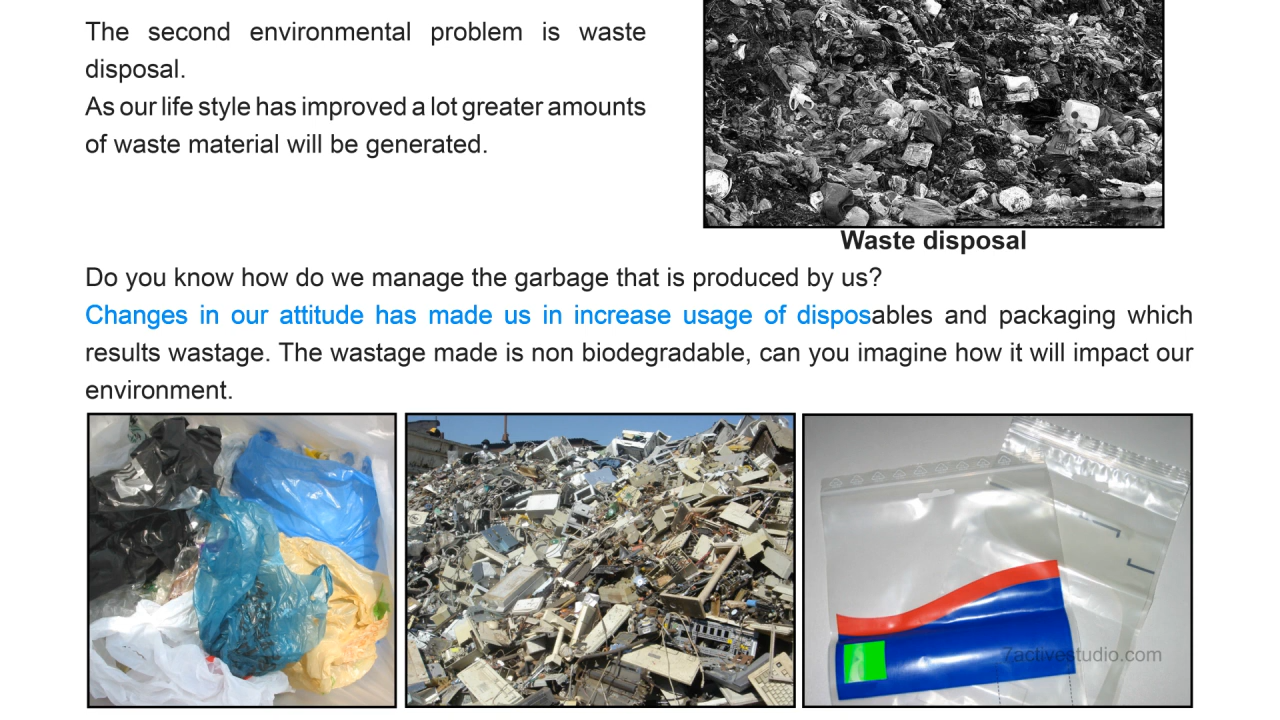 The second environmental problem is waste
disposal.
As our life style has improved a lot greater amounts
of waste material will be generated.
Waste disposal
Do you know how do we manage the garbage that is produced by us?
Changes in our attitude has made us in increase usage of disposables and packaging which
results wastage. The wastage made is non biodegradable, can you imagine how it will impact our
environment.
7activestudio.com